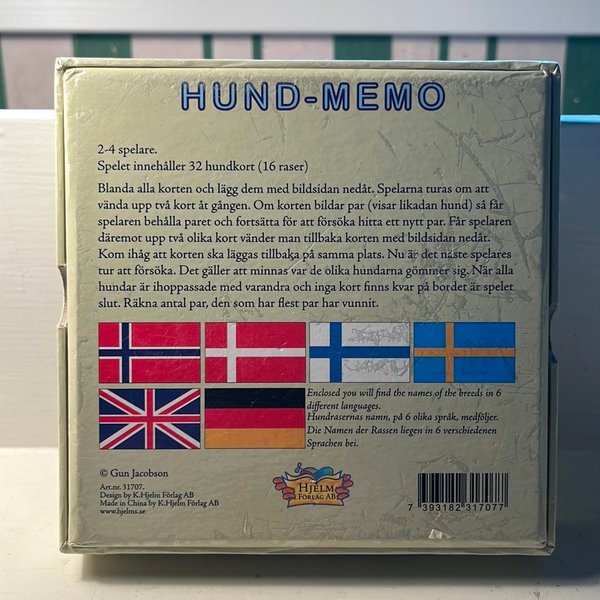 HUND-MEMO
2-4 spelare.
Spelet innehåller 32 hundkort (16 raser)
Blanda alla korten och lägg dem med bildsidan nedåt. Spelarna turas om att
vända upp två kort åt gången. Om korten bildar par (visar likadan hund) så får
spelaren behålla paret och fortsätta för att försöka hitta ett nytt par. Får spelaren
däremot upp två olika kort vänder man tillbaka korten med bildsidan nedåt.
Kom ihåg att korten ska läggas tillbaka på samma plats. Nu är det näste spelares
tur att försöka. Det gäller att minnas var de olika hundarna gömmer sig. När alla
hundar är ihoppassade med varandra och inga kort finns kvar på bordet är spelet
slut. Räkna antal par, den som har flest par har vunnit.
Enclosed you will find the names of the breeds in 6
different languages.
Hundrasernas namn, på 6 olika språk, medföljer.
Die Namen der Rassen liegen in 6 verschiedenen
Sprachen bei.
© Gun Jacobson
Art.nr. 31707.
Design by K.Hjelm Förlag AB
Made in China by K.Hjelm Förlag AB
www.hjelms.se
HJELM
FÖRLAG AB
7 393182 317077